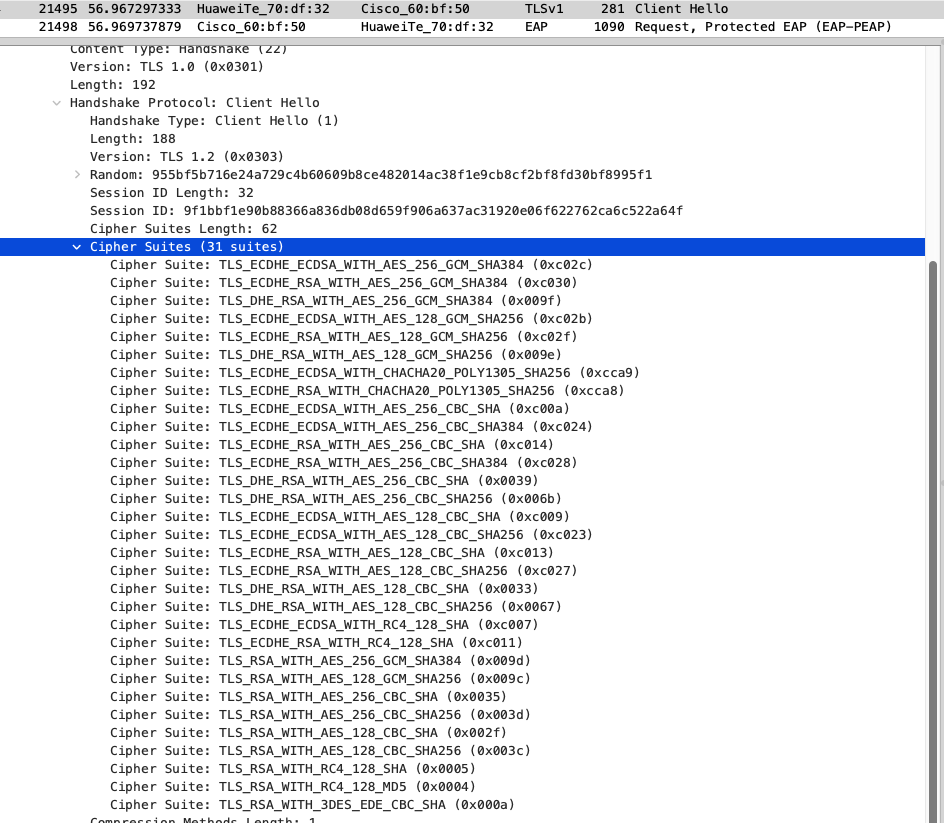 21495 56.967297333 HuaweiTe_70:df:32 Cisco_60:bf:50 TLSv1 281 Client Hello
21498 56.969737879 Cisco_60:bf:50 HuaweiTe_70:df:32 EAP 1090 Request, Protected EAP (EAP-PEAP)
Content Type: Handshake (22)
Version: TLS 1.0 (0x0301)
Length: 192
Handshake Protocol: Client Hello
Handshake Type: Client Hello (1)
Length: 188
Version: TLS 1.2 (0x0303)
Random: 955bf5b716e24a729c4b60609b8ce482014ac38f1e9cb8cf2bf8fd30bf8995f1
Session ID Length: 32
Session ID: 9f1bbf1e90b88366a836db08d659f906a637ac31920e06f622762ca6c522a64f
Cipher Suites Length: 62
Cipher Suites (31 suites)
Cipher Suite: TLS_ECDHE_ECDSA_WITH_AES_256_GCM_SHA384 (0xc02c)
Cipher Suite: TLS_ECDHE_RSA_WITH_AES_256_GCM_SHA384 (0xc030)
Cipher Suite: TLS_DHE_RSA_WITH_AES_256_GCM_SHA384 (0x009f)
Cipher Suite: TLS_ECDHE_ECDSA_WITH_AES_128_GCM_SHA256 (0xc02b)
Cipher Suite: TLS_ECDHE_RSA_WITH_AES_128_GCM_SHA256 (0xc02f)
Cipher Suite: TLS_DHE_RSA_WITH_AES_128_GCM_SHA256 (0x009e)
Cipher Suite: TLS_ECDHE_ECDSA_WITH_CHACHA20_POLY1305_SHA256 (0xcca9)
Cipher Suite: TLS_ECDHE_RSA_WITH_CHACHA20_POLY1305_SHA256 (0xcca8)
Cipher Suite: TLS_ECDHE_ECDSA_WITH_AES_256_CBC_SHA (0xc00a)
Cipher Suite: TLS_ECDHE_ECDSA_WITH_AES_256_CBC_SHA384 (0xc024)
Cipher Suite: TLS_ECDHE_RSA_WITH_AES_256_CBC_SHA (0xc014)
Cipher Suite: TLS_ECDHE_RSA_WITH_AES_256_CBC_SHA384 (0xc028)
Cipher Suite: TLS_DHE_RSA_WITH_AES_256_CBC_SHA (0x0039)
Cipher Suite: TLS_DHE_RSA_WITH_AES_256_CBC_SHA256 (0x006b)
Cipher Suite: TLS_ECDHE_ECDSA_WITH_AES_128_CBC_SHA (0xc009)
Cipher Suite: TLS_ECDHE_ECDSA_WITH_AES_128_CBC_SHA256 (0xc023)
Cipher Suite: TLS_ECDHE_RSA_WITH_AES_128_CBC_SHA (0xc013)
Cipher Suite: TLS_ECDHE_RSA_WITH_AES_128_CBC_SHA256 (0xc027)
Cipher Suite: TLS_DHE_RSA_WITH_AES_128_CBC_SHA (0x0033)
Cipher Suite: TLS_DHE_RSA_WITH_AES_128_CBC_SHA256 (0x0067)
Cipher Suite: TLS_ECDHE_ECDSA_WITH_RC4_128_SHA (0xc007)
Cipher Suite: TLS_ECDHE_RSA_WITH_RC4_128_SHA (0xc011)
Cipher Suite: TLS_RSA_WITH_AES_256_GCM_SHA384 (0x009d)
Cipher Suite: TLS_RSA_WITH_AES_128_GCM_SHA256 (0x009c)
Cipher Suite: TLS_RSA_WITH_AES_256_CBC_SHA (0x0035)
Cipher Suite: TLS_RSA_WITH_AES_256_CBC_SHA256 (0x003d)
Cipher Suite: TLS_RSA_WITH_AES_128_CBC_SHA (0x002f)
Cipher Suite: TLS_RSA_WITH_AES_128_CBC_SHA256 (0x003c)
Cipher Suite: TLS_RSA_WITH_RC4_128_SHA (0x0005)
Cipher Suite: TLS_RSA_WITH_RC4_128_MD5 (0x0004)
Cipher Suite: TLS_RSA_WITH_3DES_EDE_CBC_SHA (0x000a)
Compression Methods Length: 1